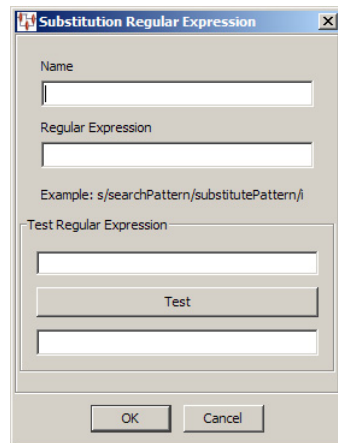 Substitution Regular Expression
Name
Regular Expression
Example: s/searchPattern/substitutePattern/i
Test Regular Expression
Test
OK Cancel